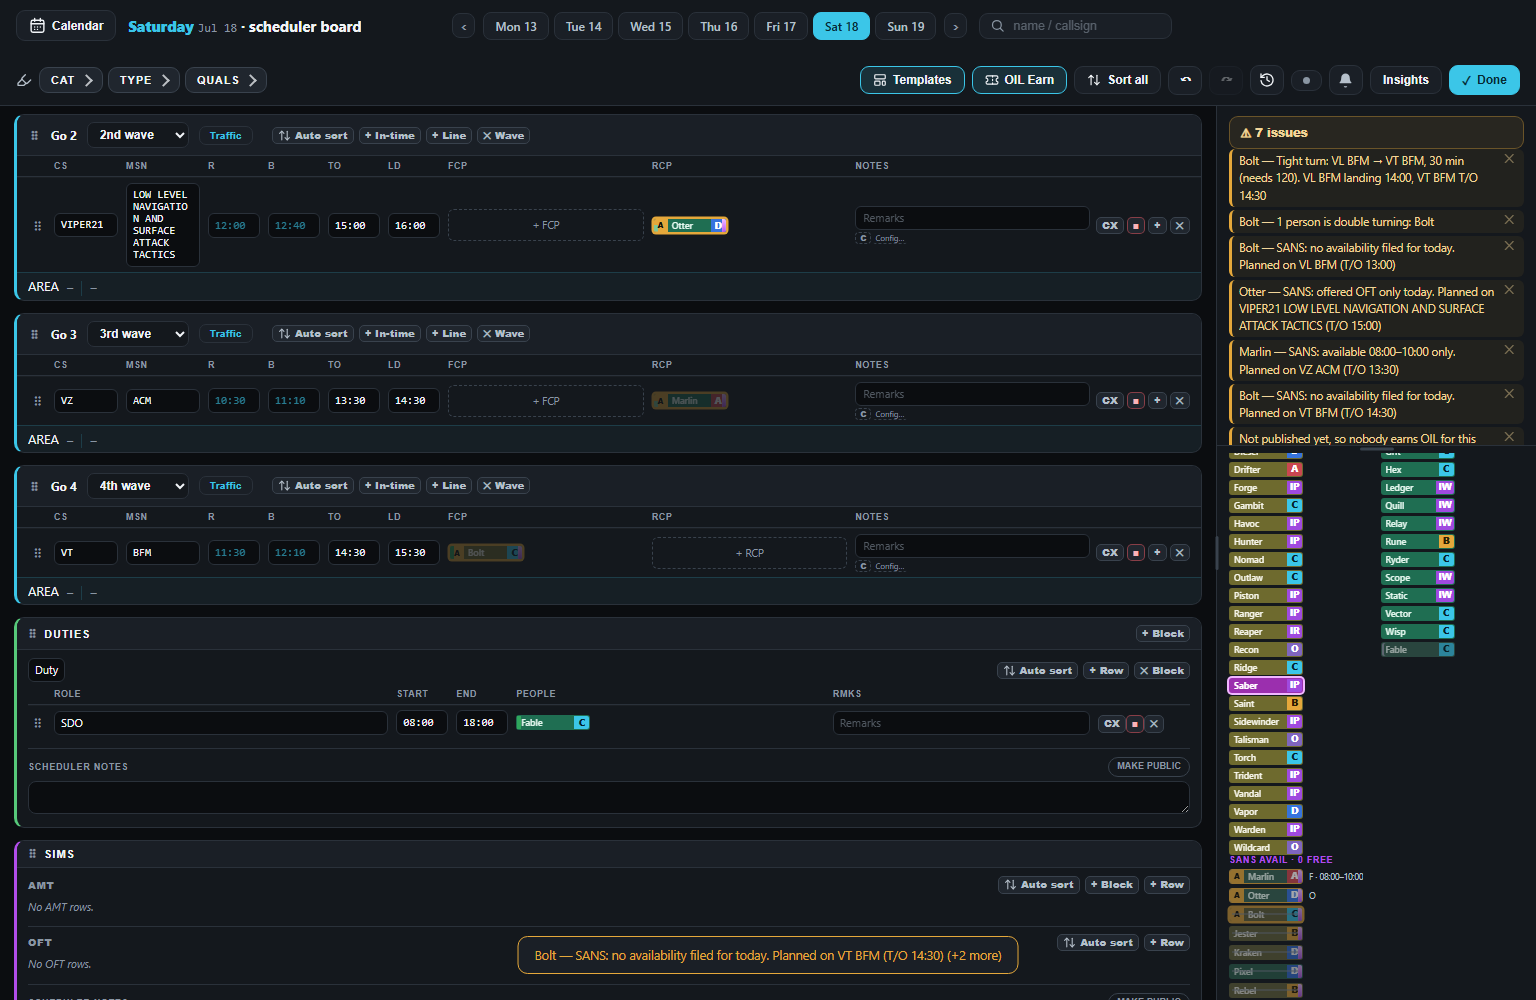 Calendar
Saturday Jul 18 · scheduler board
‹
Mon 13
Tue 14
Wed 15
Thu 16
Fri 17
Sat 18
Sun 19
›
name / callsign
CAT
TYPE
QUALS
Templates
OIL Earn
Sort all
Insights
✓ Done
Go 2
2nd wave
Traffic
Auto sort
+ In-time
+ Line
✕ Wave
CS MSN R B TO LD FCP RCP NOTES
VIPER21
LOW LEVEL
NAVIGATIO
N AND
SURFACE
ATTACK
TACTICS
12:00
12:40
15:00
16:00
+ FCP
A Otter D
Remarks
C Config...
CX
+
✕
AREA – –
Go 3
3rd wave
Traffic
Auto sort
+ In-time
+ Line
✕ Wave
CS MSN R B TO LD FCP RCP NOTES
VZ
ACM
10:30
11:10
13:30
14:30
+ FCP
A Marlin A
Remarks
C Config...
CX
+
✕
AREA – –
Go 4
4th wave
Traffic
Auto sort
+ In-time
+ Line
✕ Wave
CS MSN R B TO LD FCP RCP NOTES
VT
BFM
11:30
12:10
14:30
15:30
A Bolt C
+ RCP
Remarks
C Config...
CX
+
✕
AREA – –
DUTIES
+ Block
Duty
Auto sort
+ Row
✕ Block
ROLE START END PEOPLE RMKS
SDO
08:00
18:00
Fable C
Remarks
CX
✕
SCHEDULER NOTES
MAKE PUBLIC
SIMS
AMT
Auto sort
+ Block
+ Row
No AMT rows.
OFT
Auto sort
+ Row
No OFT rows.
Bolt — SANS: no availability filed for today. Planned on VT BFM (T/O 14:30) (+2 more)
⚠ 7 issues
Bolt — Tight turn: VL BFM → VT BFM, 30 min
(needs 120). VL BFM landing 14:00, VT BFM T/O
14:30
Bolt — 1 person is double turning: Bolt
Bolt — SANS: no availability filed for today.
Planned on VL BFM (T/O 13:00)
Otter — SANS: offered OFT only today. Planned on
VIPER21 LOW LEVEL NAVIGATION AND SURFACE
ATTACK TACTICS (T/O 15:00)
Marlin — SANS: available 08:00–10:00 only.
Planned on VZ ACM (T/O 13:30)
Bolt — SANS: no availability filed for today.
Planned on VT BFM (T/O 14:30)
Not published yet, so nobody earns OIL for this
Drifter A
Forge IP
Gambit C
Havoc IP
Hunter IP
Nomad C
Outlaw C
Piston IP
Ranger IP
Reaper IR
Recon O
Ridge C
Saber IP
Saint B
Sidewinder IP
Talisman O
Torch C
Trident IP
Vandal IP
Vapor D
Warden IP
Wildcard O
Hex C
Ledger IW
Quill IW
Relay IW
Rune B
Ryder C
Scope IW
Static IW
Vector C
Wisp C
Fable C
SANS AVAIL · 0 FREE
A Marlin A F · 08:00–10:00
A Otter D O
A Bolt C
Jester B
Kraken D
Pixel D
Rebel B